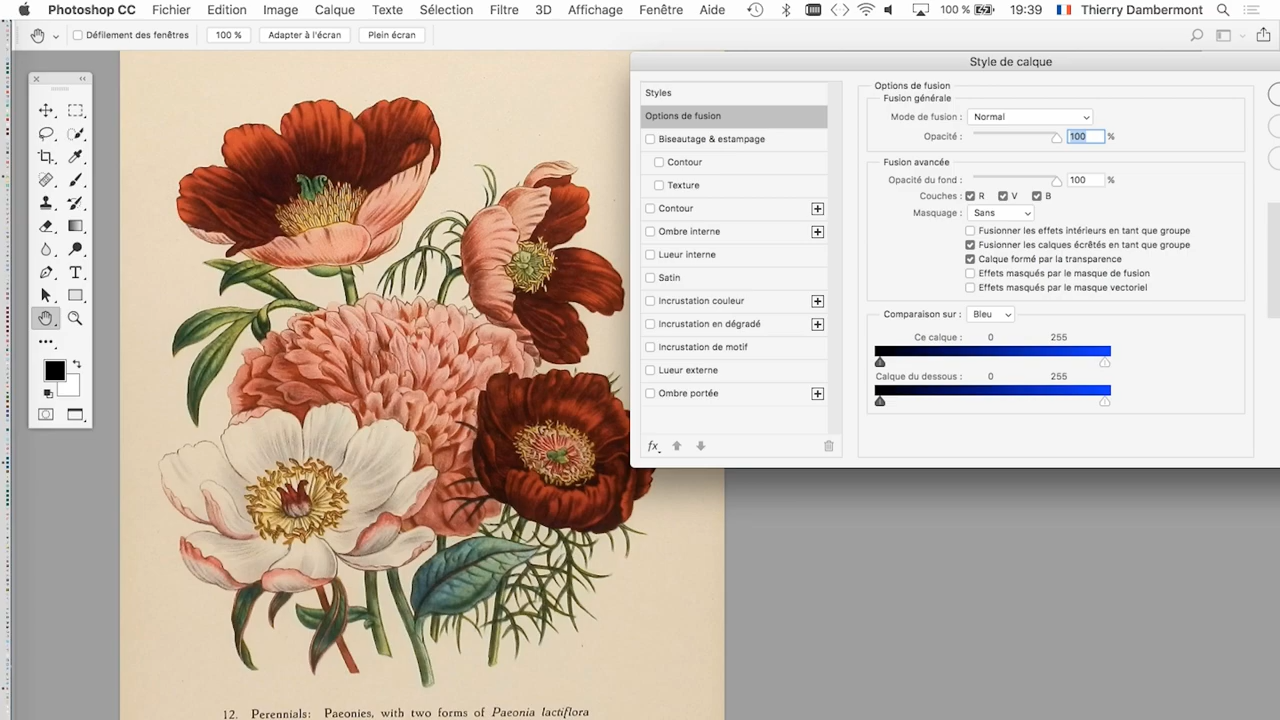 Photoshop CC Fichier Edition Image Calque Texte Sélection Filtre 3D Affichage Fenêtre Aide 100 % 19:39 Thierry Dambermont
Défilement des fenêtres 100 % Adapter à l'écran Plein écran
Style de calque
Styles
Options de fusion
Biseautage & estampage
Contour
Texture
Contour
Ombre interne
Lueur interne
Satin
Incrustation couleur
Incrustation en dégradé
Incrustation de motif
Lueur externe
Ombre portée
fx
Options de fusion
Fusion générale
Mode de fusion : Normal
Opacité : 100 %
Fusion avancée
Opacité du fond : 100 %
Couches : R V B
Masquage : Sans
Fusionner les effets intérieurs en tant que groupe
Fusionner les calques écrêtés en tant que groupe
Calque formé par la transparence
Effets masqués par le masque de fusion
Effets masqués par le masque vectoriel
Comparaison sur : Bleu
Ce calque : 0 255
Calque du dessous : 0 255
12. Perennials: Paeonies, with two forms of Paeonia lactiflora